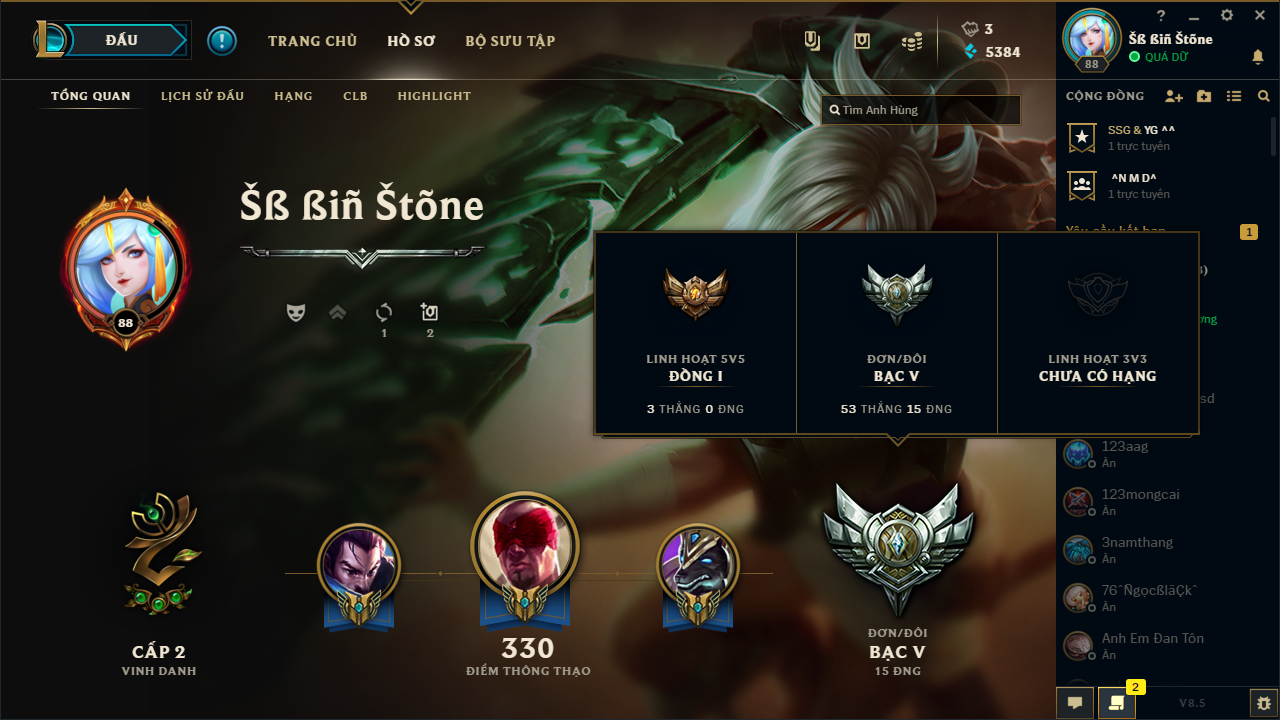 ĐẤU
TRANG CHỦ
HỒ SƠ
BỘ SƯU TẬP
3
5384
?
88
Šß ßiñ Štõne
QUÁ DỮ
TỔNG QUAN
LỊCH SỬ ĐẤU
HẠNG
CLB
HIGHLIGHT
Tìm Anh Hùng
CỘNG ĐỒNG
SSG & YG ^^
1 trực tuyến
^N M D^
1 trực tuyến
Yêu cầu kết bạn
1
Šß ßiñ Štõne
88
1
2
LINH HOẠT 5V5
ĐỒNG I
3 THẮNG 0 ĐNG
ĐƠN/ĐÔI
BẠC V
53 THẮNG 15 ĐNG
LINH HOẠT 3V3
CHƯA CÓ HẠNG
123aag
Ẩn
123mongcai
Ẩn
3namthang
Ẩn
76ˆÑgọcßlãÇkˆ
Ẩn
Anh Em Đan Tôn
Ẩn
CẤP 2
VINH DANH
330
ĐIỂM THÔNG THẠO
ĐƠN/ĐÔI
BẠC V
15 ĐNG
2
V8.5